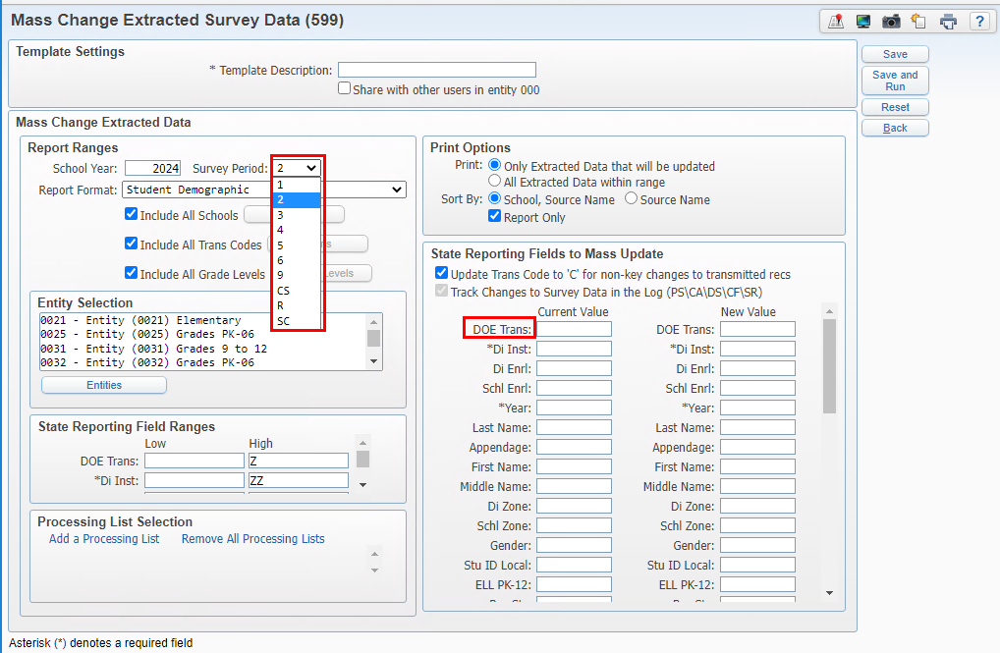 Mass Change Extracted Survey Data (599)
?
Template Settings
* Template Description:
Share with other users in entity 000
Save
Save and
Run
Reset
Back
Mass Change Extracted Data
Report Ranges
School Year: 2024 Survey Period: 2
1
2
3
4
5
6
9
CS
R
SC
Report Format: Student Demographic
Include All Schools
Include All Trans Codes
Include All Grade Levels
Levels
Entity Selection
0021 - Entity (0021) Elementary
0025 - Entity (0025) Grades PK-06
0031 - Entity (0031) Grades 9 to 12
0032 - Entity (0032) Grades PK-06
Entities
State Reporting Field Ranges
Low High
DOE Trans: Z
*Di Inst: ZZ
Processing List Selection
Add a Processing List Remove All Processing Lists
Print Options
Print: Only Extracted Data that will be updated
All Extracted Data within range
Sort By: School, Source Name Source Name
Report Only
State Reporting Fields to Mass Update
Update Trans Code to 'C' for non-key changes to transmitted recs
Track Changes to Survey Data in the Log (PS\CA\DS\CF\SR)
Current Value New Value
DOE Trans: DOE Trans:
*Di Inst: *Di Inst:
Di Enrl: Di Enrl:
Schl Enrl: Schl Enrl:
*Year: *Year:
Last Name: Last Name:
Appendage: Appendage:
First Name: First Name:
Middle Name: Middle Name:
Di Zone: Di Zone:
Schl Zone: Schl Zone:
Gender: Gender:
Stu ID Local: Stu ID Local:
ELL PK-12: ELL PK-12:
Asterisk (*) denotes a required field